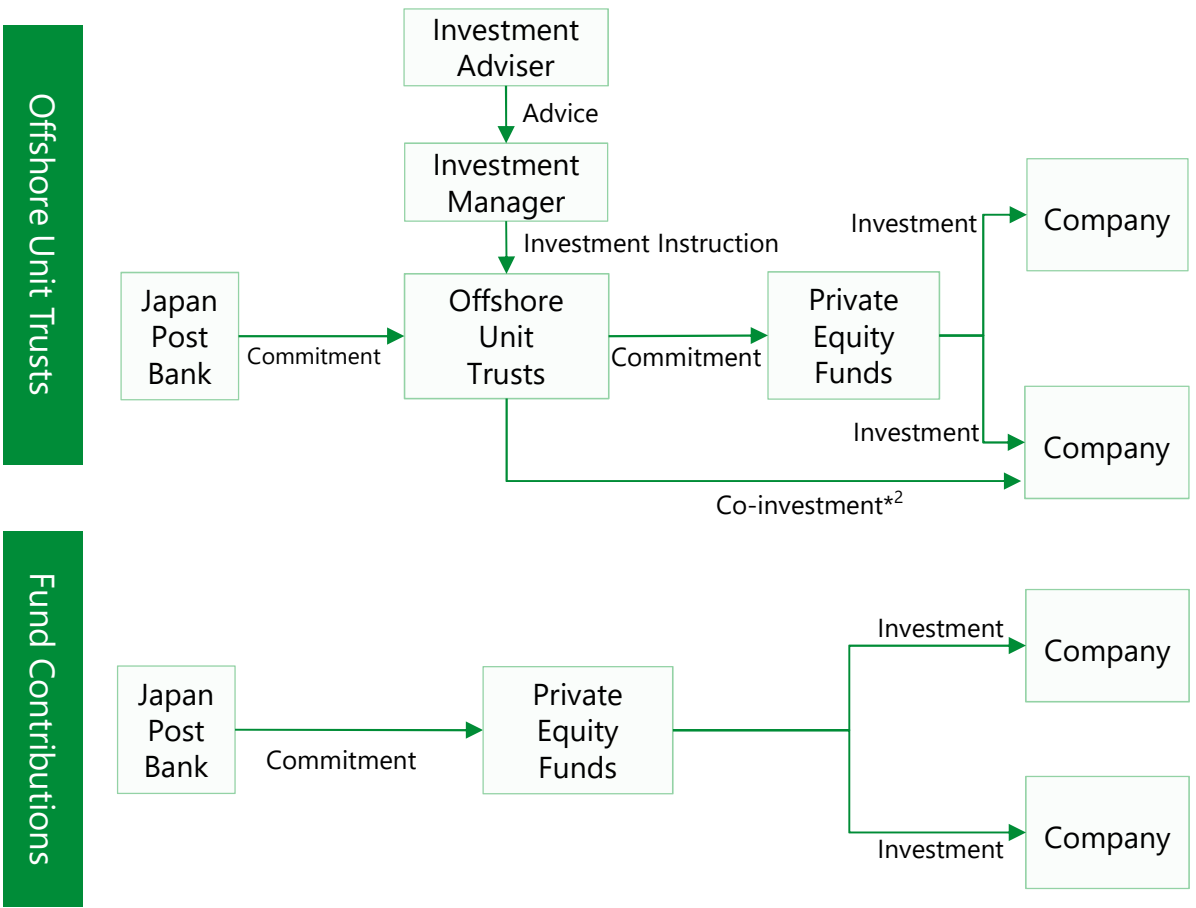 Offshore Unit Trusts
Investment
Adviser
Advice
Investment
Manager
Investment Instruction
Japan
Post
Bank
Commitment
Offshore
Unit
Trusts
Commitment
Private
Equity
Funds
Investment
Company
Investment
Company
Co-investment*2
Fund Contributions
Japan
Post
Bank
Commitment
Private
Equity
Funds
Investment
Company
Investment
Company